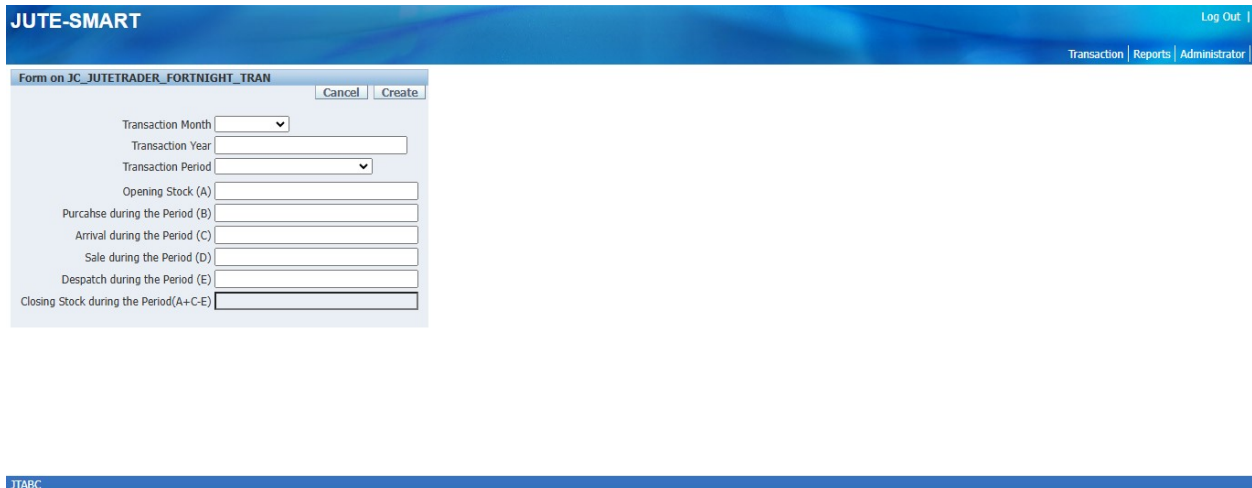 JUTE-SMART
Log Out |
Transaction | Reports | Administrator |
Form on JC_JUTETRADER_FORTNIGHT_TRAN
Cancel Create
Transaction Month
Transaction Year
Transaction Period
Opening Stock (A)
Purcahse during the Period (B)
Arrival during the Period (C)
Sale during the Period (D)
Despatch during the Period (E)
Closing Stock during the Period(A+C-E)
JTABC